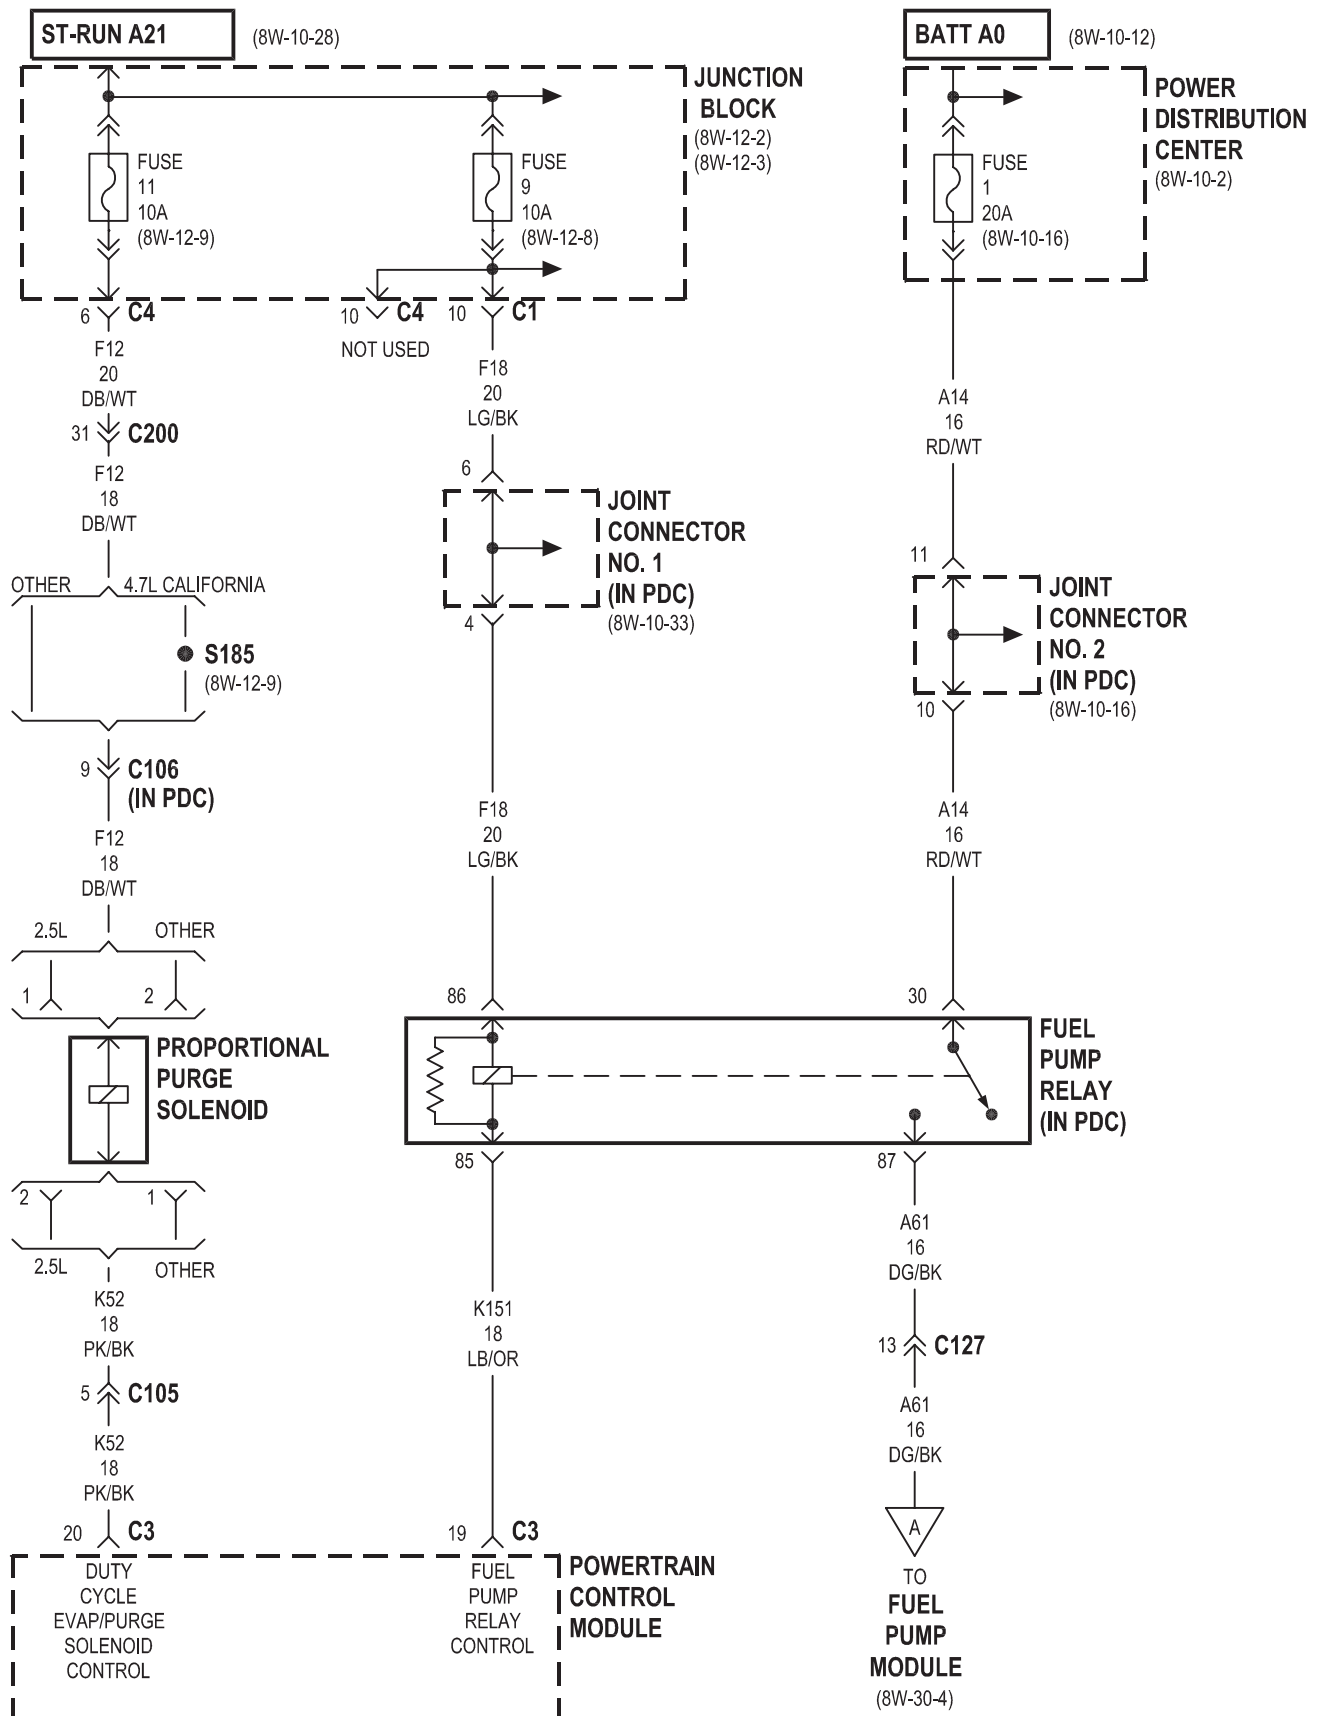 ST-RUN A21
(8W-10-28)
BATT A0
(8W-10-12)
JUNCTION
BLOCK
(8W-12-2)
(8W-12-3)
POWER
DISTRIBUTION
CENTER
(8W-10-2)
FUSE
11
10A
(8W-12-9)
FUSE
9
10A
(8W-12-8)
FUSE
1
20A
(8W-10-16)
6
C4
10
C4
NOT USED
10
C1
F12
20
DB/WT
31
C200
F12
18
DB/WT
F18
20
LG/BK
6
A14
16
RD/WT
JOINT
CONNECTOR
NO. 1
(IN PDC)
(8W-10-33)
4
11
JOINT
CONNECTOR
NO. 2
(IN PDC)
(8W-10-16)
10
OTHER
4.7L CALIFORNIA
S185
(8W-12-9)
9
C106
(IN PDC)
F12
18
DB/WT
F18
20
LG/BK
A14
16
RD/WT
2.5L
OTHER
1
2
86
30
PROPORTIONAL
PURGE
SOLENOID
FUEL
PUMP
RELAY
(IN PDC)
85
87
2
1
2.5L
OTHER
K52
18
PK/BK
5
C105
K52
18
PK/BK
K151
18
LB/OR
A61
16
DG/BK
13
C127
A61
16
DG/BK
20
C3
19
C3
A
DUTY
CYCLE
EVAP/PURGE
SOLENOID
CONTROL
FUEL
PUMP
RELAY
CONTROL
POWERTRAIN
CONTROL
MODULE
TO
FUEL
PUMP
MODULE
(8W-30-4)